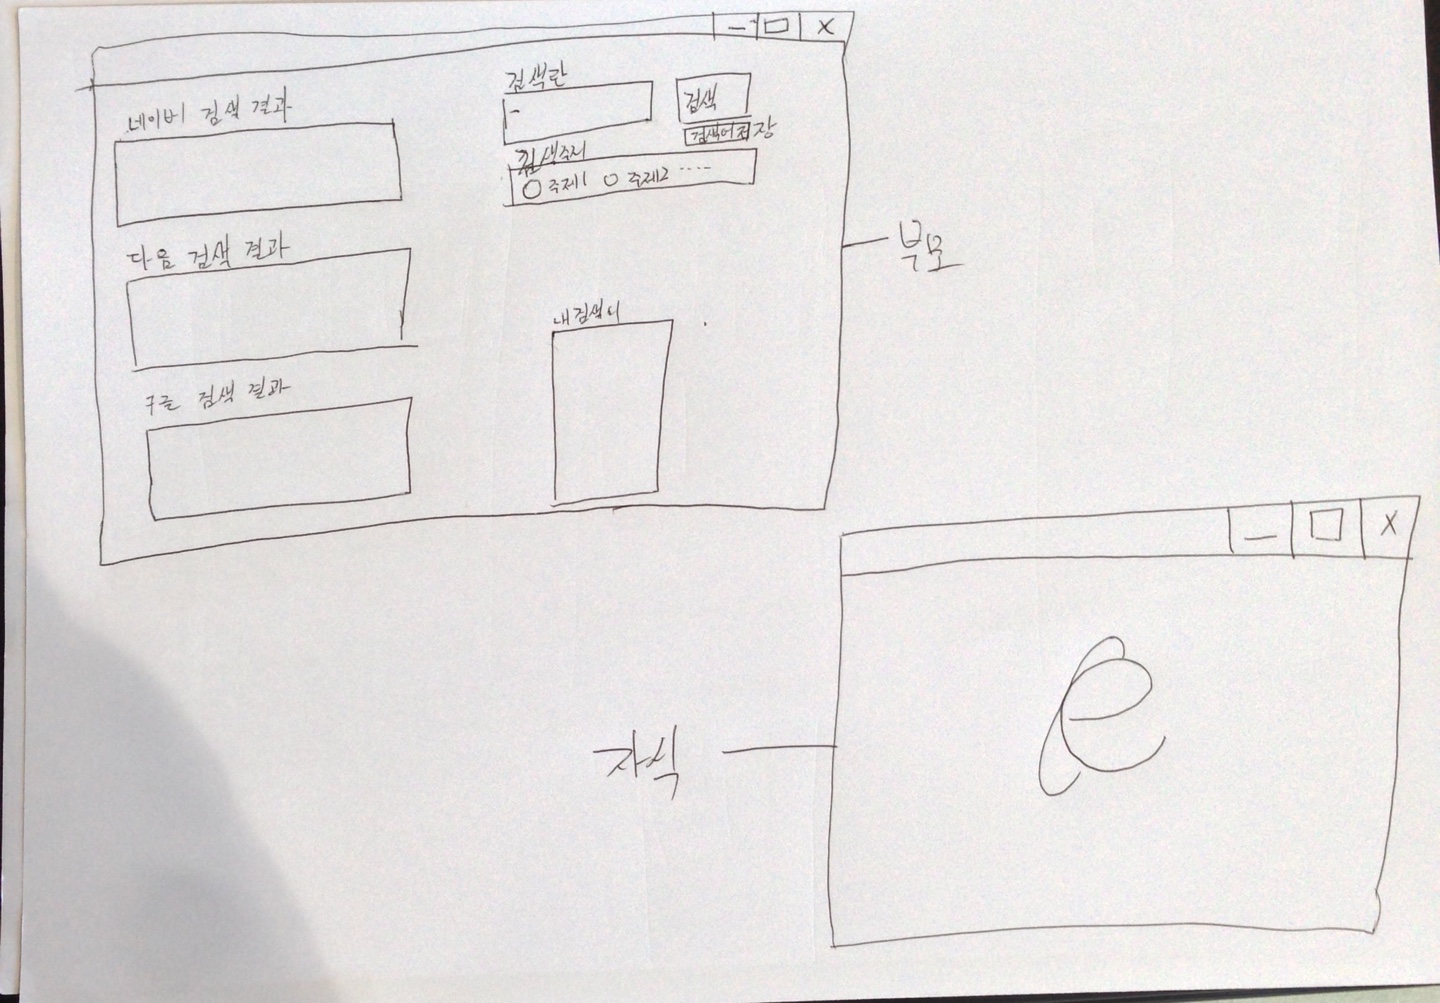 네이버 검색 결과
다음 검색 결과
구글 검색 결과
검색란
검색
검색어저장
검색주제
주제1 주제2 ....
내 검색어
부모
자식
X
X
e